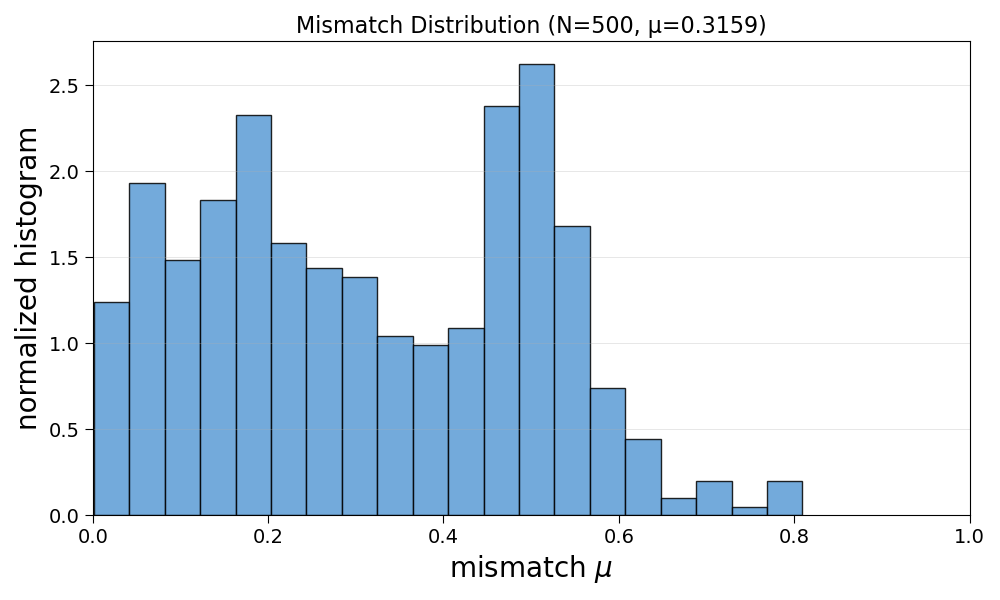 Mismatch Distribution (N=500, μ=0.3159)
normalized histogram
2.5
2.0
1.5
1.0
0.5
0.0
0.0 0.2 0.4 0.6 0.8 1.0
mismatch μ